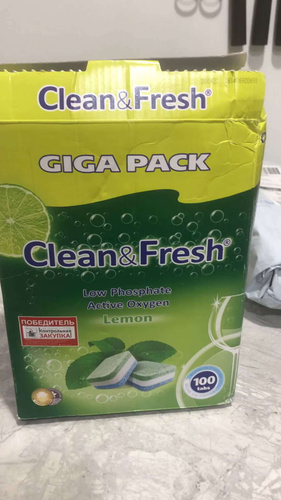 Clean&Fresh®
GIGA PACK
Clean&Fresh®
Low Phosphate
Active Oxygen
Lemon
ПОБЕДИТЕЛЬ
Контрольная
ЗАКУПКА!
100
tabs